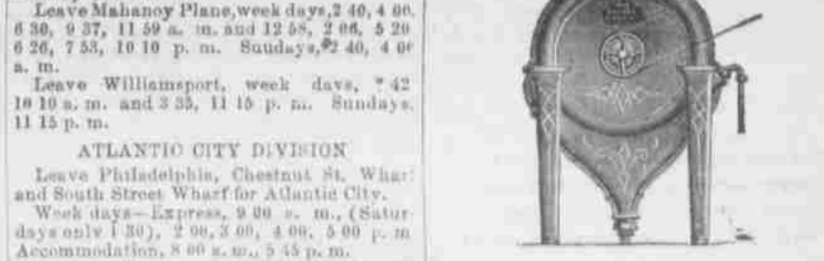 Leave Mahanoy Plane, week days, 2 40, 4 00,
6 30, 9 37, 11 59 a. m. and 12 58, 2 06, 5 20
6 26, 7 53, 10 10 p. m. Sundays, 2 40, 4 00
a. m.
Leave Williamsport, week days, 42
10 10 a. m. and 3 35, 11 15 p. m. Sundays,
11 15 p. m.
ATLANTIC CITY DIVISION
Leave Philadelphia, Chestnut St. Wharf
and South Street Wharf for Atlantic City.
Week days—Express, 9 00 a. m., (Satur
days only 1 30), 2 00, 3 00, 4 00, 5 00 p. m
Accommodation, 8 00 a. m., 5 45 p. m.